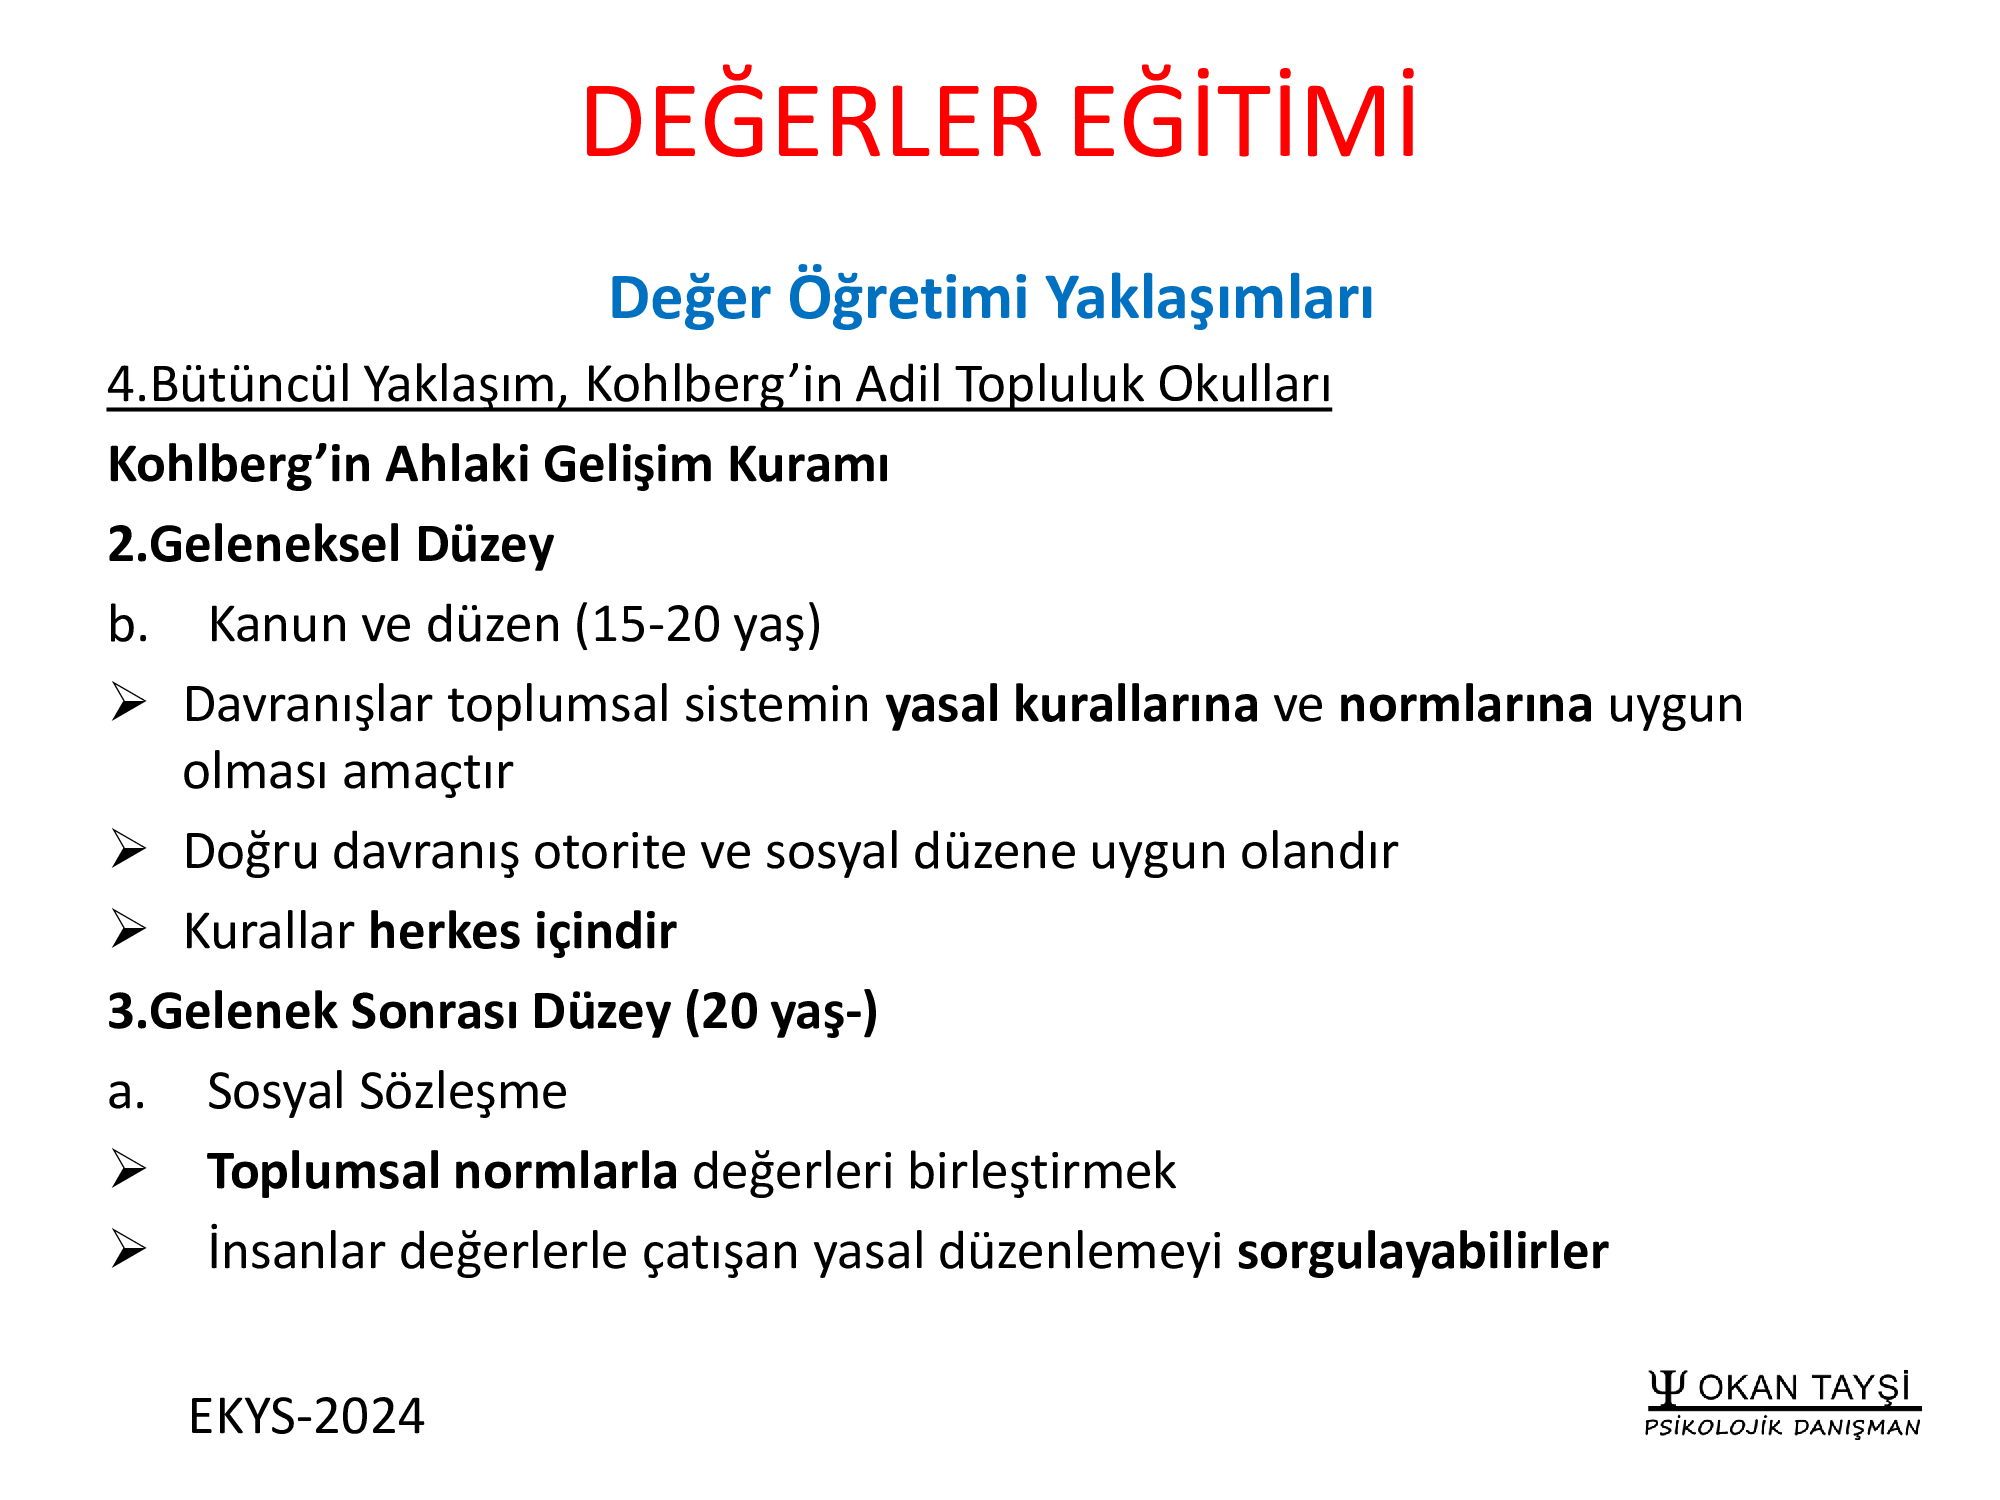 DEĞERLER EĞİTİMİ
Değer Öğretimi Yaklaşımları
4.Bütüncül Yaklaşım, Kohlberg’in Adil Topluluk Okulları
Kohlberg’in Ahlaki Gelişim Kuramı
2.Geleneksel Düzey
b. Kanun ve düzen (15-20 yaş)
➢ Davranışlar toplumsal sistemin yasal kurallarına ve normlarına uygun
olması amaçtır
➢ Doğru davranış otorite ve sosyal düzene uygun olandır
➢ Kurallar herkes içindir
3.Gelenek Sonrası Düzey (20 yaş-)
a. Sosyal Sözleşme
➢ Toplumsal normlarla değerleri birleştirmek
➢ İnsanlar değerlerle çatışan yasal düzenlemeyi sorgulayabilirler
EKYS-2024
Ψ OKAN TAYŞİ
PSİKOLOJİK DANIŞMAN